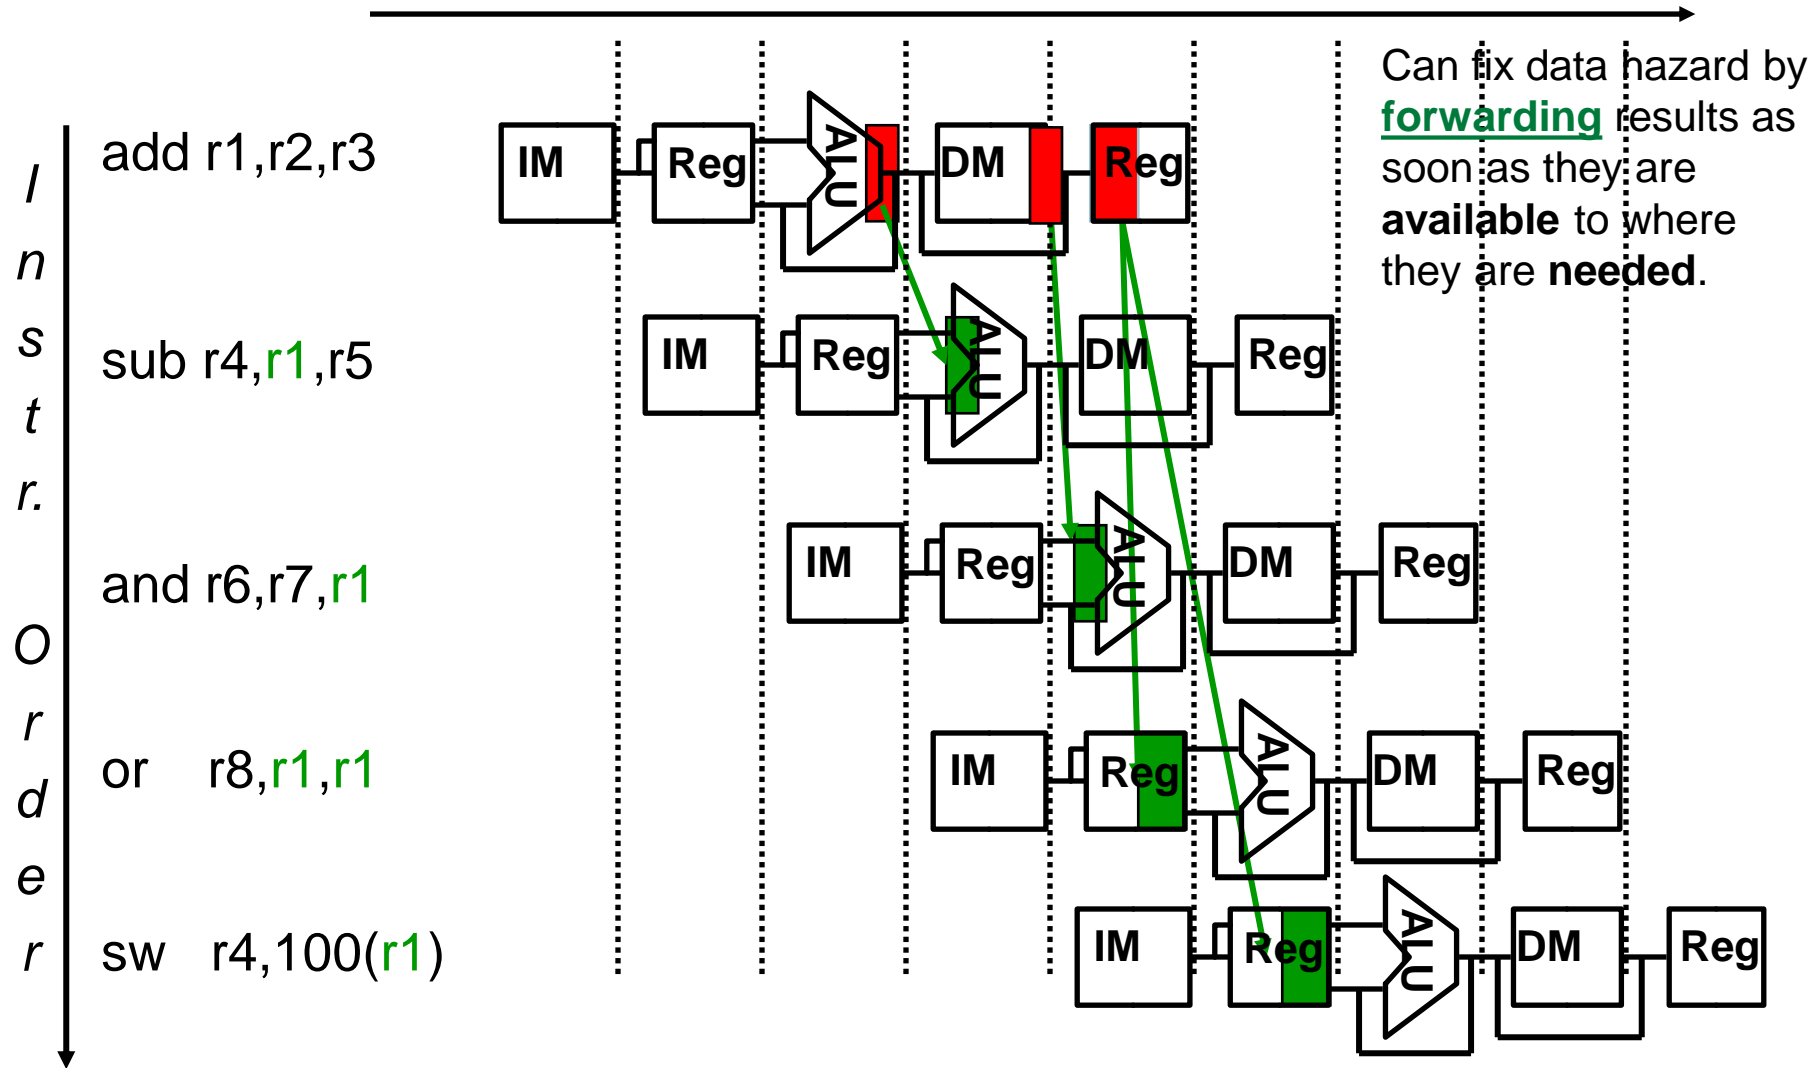 Can fix data hazard by
forwarding results as
soon as they are
available to where
they are needed.
Instr. Order
add r1,r2,r3
IM Reg ALU DM Reg
sub r4,r1,r5
IM Reg ALU DM Reg
and r6,r7,r1
IM Reg ALU DM Reg
or r8,r1,r1
IM Reg ALU DM Reg
sw r4,100(r1)
IM Reg ALU DM Reg